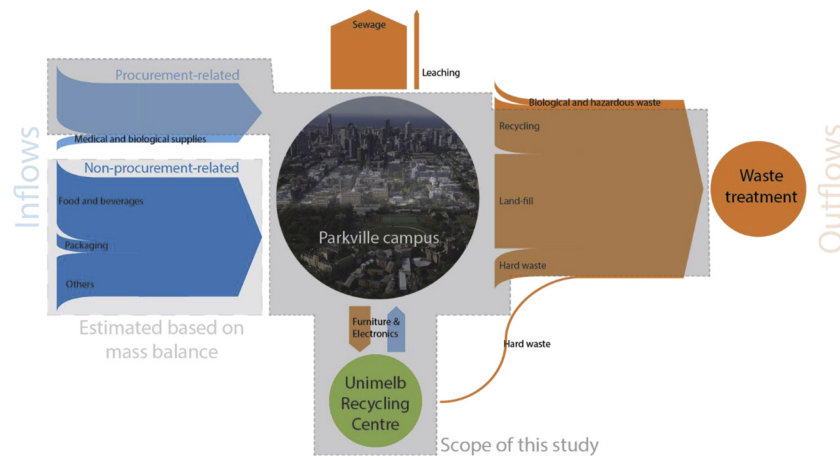 Sewage
Leaching
Procurement-related
Medical and biological supplies
Non-procurement-related
Food and beverages
Packaging
Others
Inflows
Estimated based on
mass balance
Parkville campus
Furniture &
Electronics
Unimelb
Recycling
Centre
Biological and hazardous waste
Recycling
Land-fill
Hard waste
Hard waste
Waste
treatment
Outflows
Scope of this study